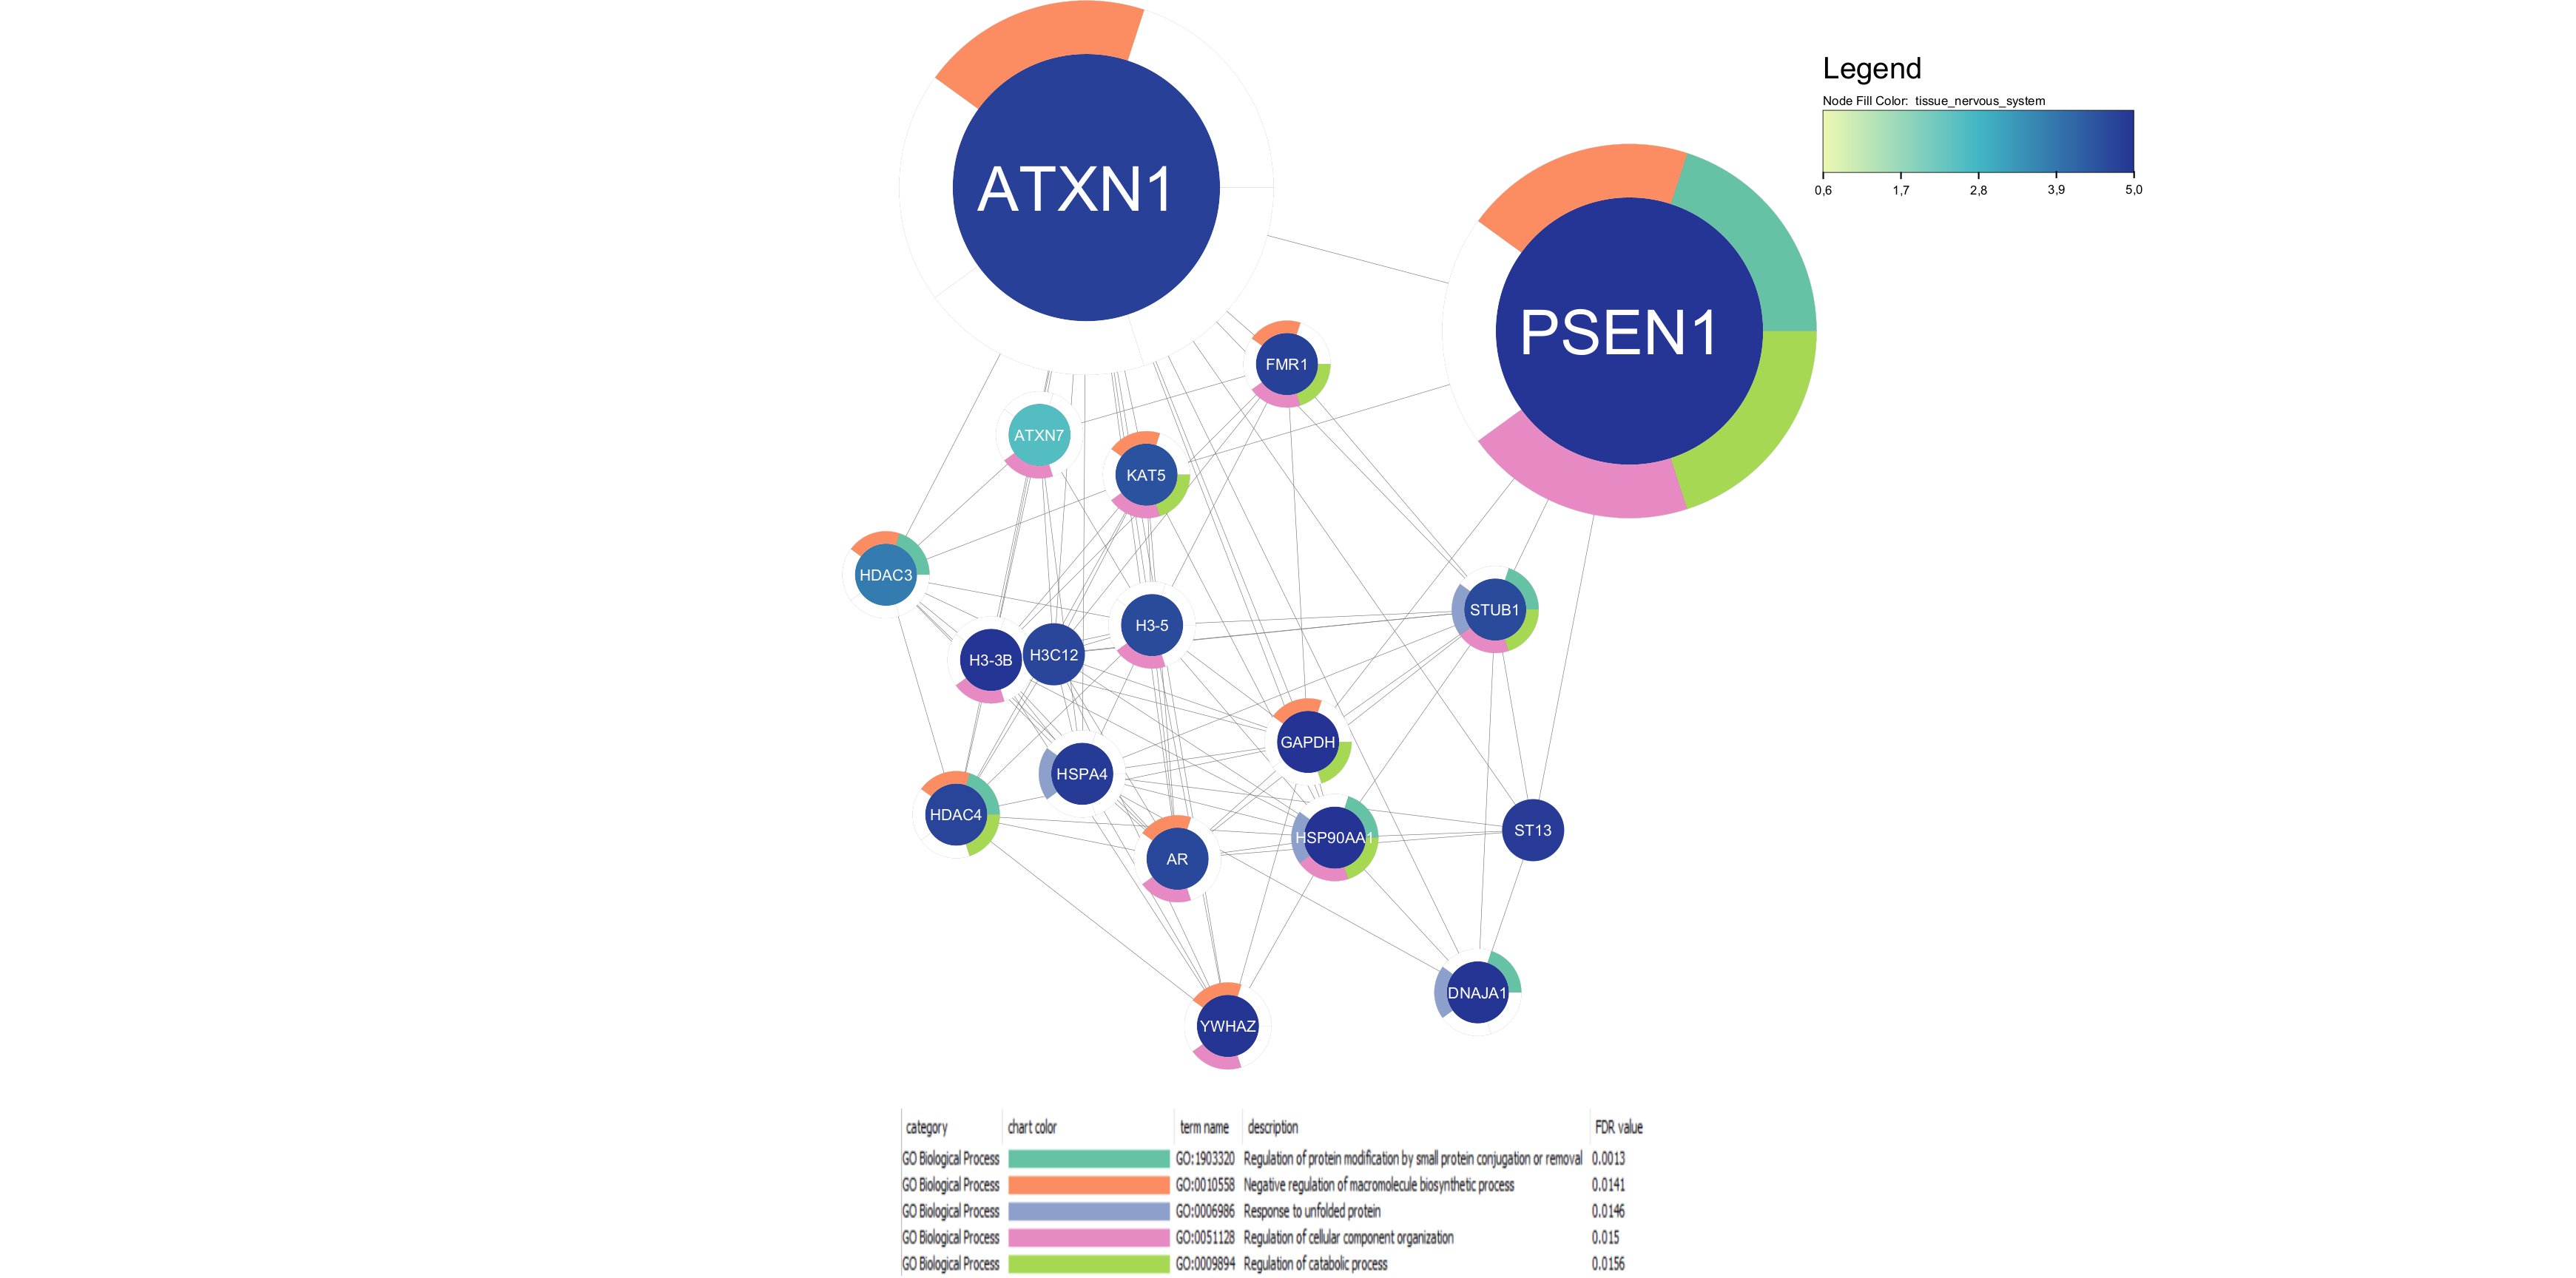 ATXN1
Legend
Node Fill Color: tissue_nervous_system
0,6 1,7 2,8 3,9 5,0
PSEN1
FMR1
ATXN7
KAT5
HDAC3
STUB1
H3-5
H3C12
H3-3B
GAPDH
HSPA4
HDAC4
ST13
HSP90AA1
AR
DNAJA1
YWHAZ
category chart color term name description FDR value
GO Biological Process GO:1903320 Regulation of protein modification by small protein conjugation or removal 0.0013
GO Biological Process GO:0010558 Negative regulation of macromolecule biosynthetic process 0.0141
GO Biological Process GO:0006986 Response to unfolded protein 0.0146
GO Biological Process GO:0051128 Regulation of cellular component organization 0.015
GO Biological Process GO:0009894 Regulation of catabolic process 0.0156